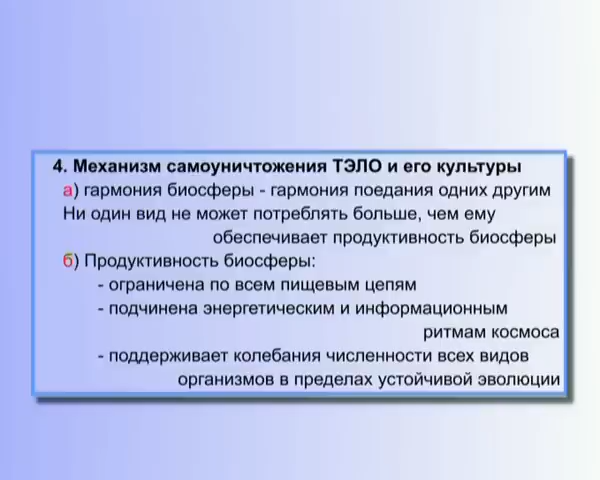 4. Механизм самоуничтожения ТЭЛО и его культуры
а) гармония биосферы - гармония поедания одних другим
Ни один вид не может потреблять больше, чем ему
обеспечивает продуктивность биосферы
б) Продуктивность биосферы:
- ограничена по всем пищевым цепям
- подчинена энергетическим и информационным
ритмам космоса
- поддерживает колебания численности всех видов
организмов в пределах устойчивой эволюции